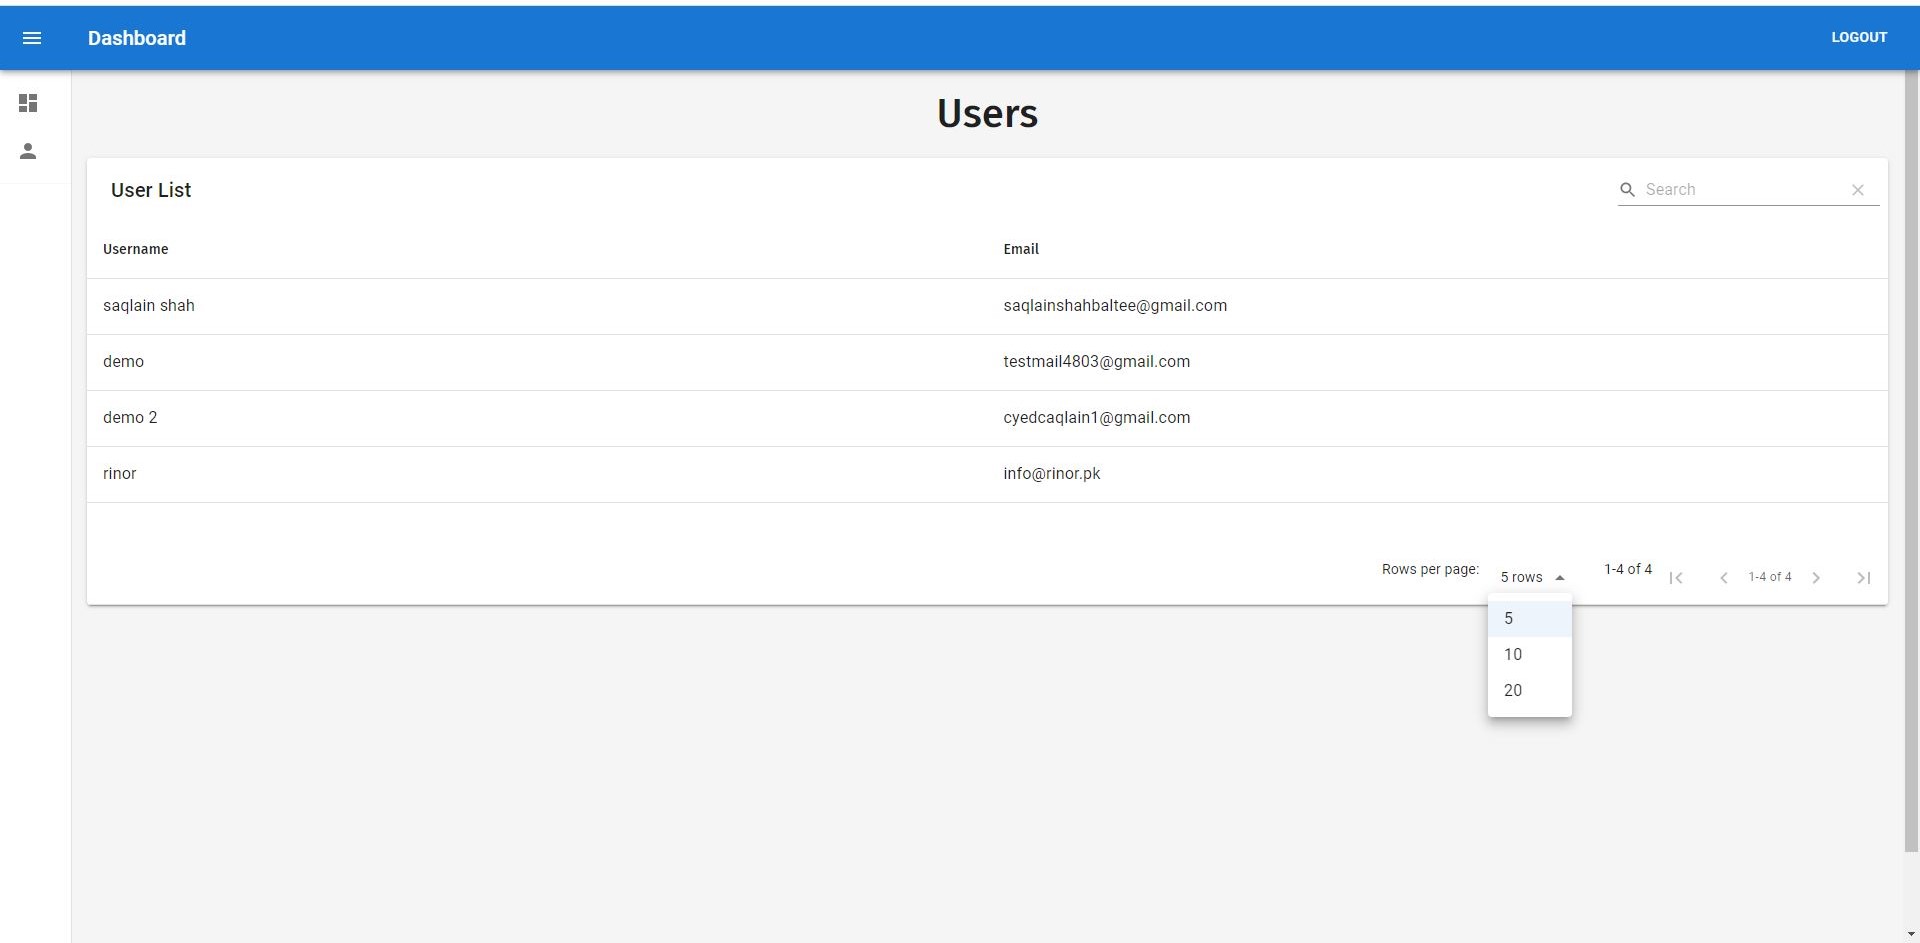 Dashboard
LOGOUT
Users
User List
Search
Username Email
saqlain shah saqlainshahbaltee@gmail.com
demo testmail4803@gmail.com
demo 2 cyedcaqlain1@gmail.com
rinor info@rinor.pk
Rows per page: 5 rows 1-4 of 4 1-4 of 4
5
10
20